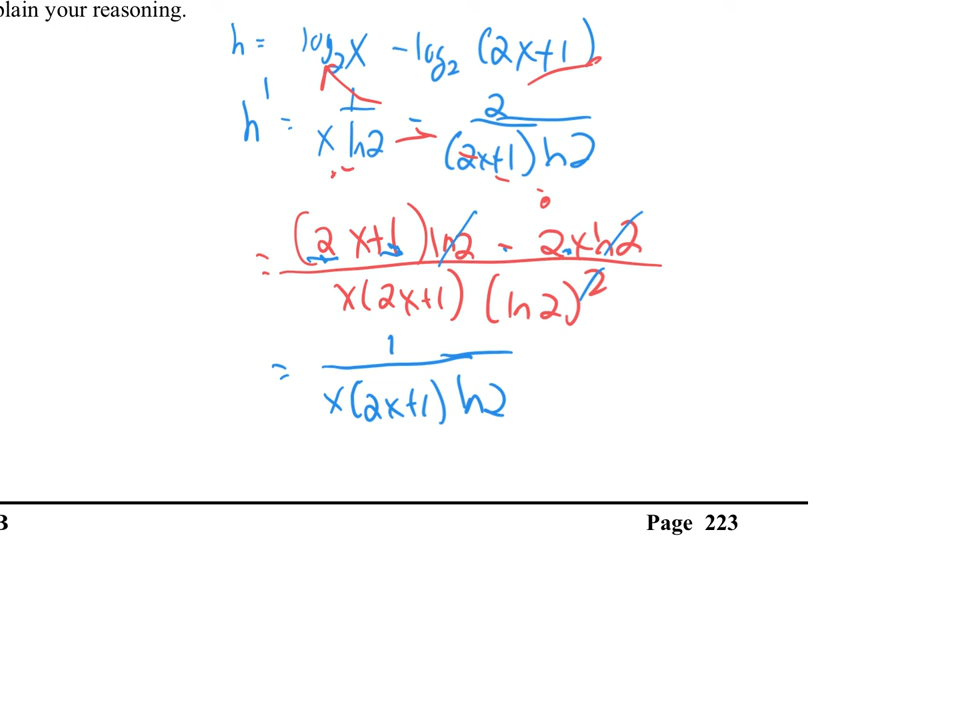 plain your reasoning.
h = log₂x - log₂(2x+1)
h' = 1/(x ln2) - 2/((2x+1) ln2)
= ((2x+1) ln2 - 2x ln2)/(x(2x+1) (ln2)²)
= 1/(x(2x+1) ln2)
B
Page 223